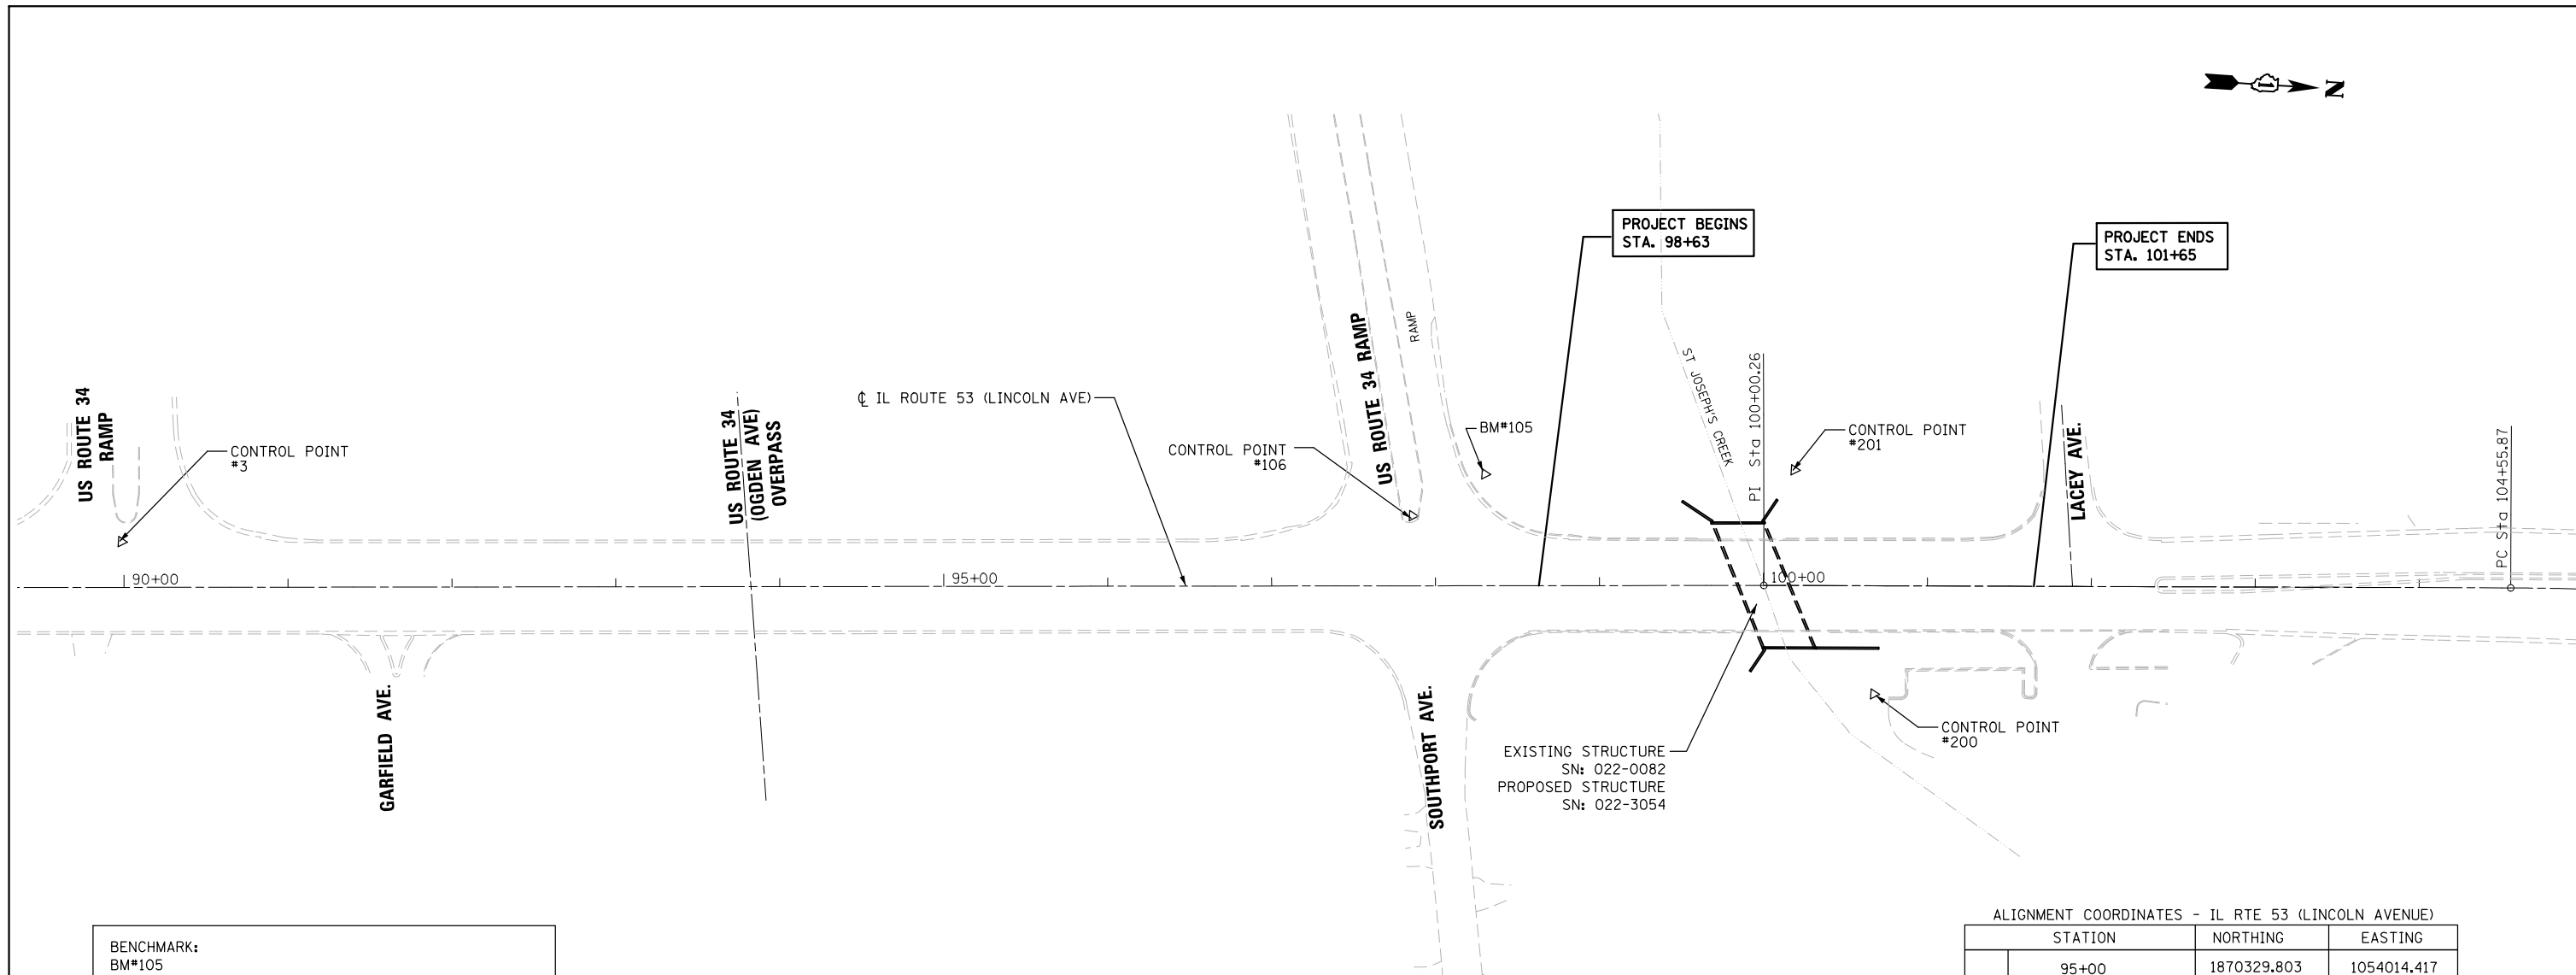 N
PROJECT BEGINS
STA. 98+63
PROJECT ENDS
STA. 101+65
US ROUTE 34
RAMP
CONTROL POINT
#3
US ROUTE 34
(OGDEN AVE)
OVERPASS
℄ IL ROUTE 53 (LINCOLN AVE)
CONTROL POINT
#106
US ROUTE 34 RAMP
RAMP
BM#105
ST JOSEPH'S CREEK
PI Sta 100+00.26
CONTROL POINT
#201
LACEY AVE.
PC Sta 104+55.87
90+00
95+00
100+00
GARFIELD AVE.
SOUTHPORT AVE.
EXISTING STRUCTURE
SN: 022-0082
PROPOSED STRUCTURE
SN: 022-3054
CONTROL POINT
#200
BENCHMARK:
BM#105
ALIGNMENT COORDINATES - IL RTE 53 (LINCOLN AVENUE)
STATION NORTHING EASTING
95+00 1870329.803 1054014.417